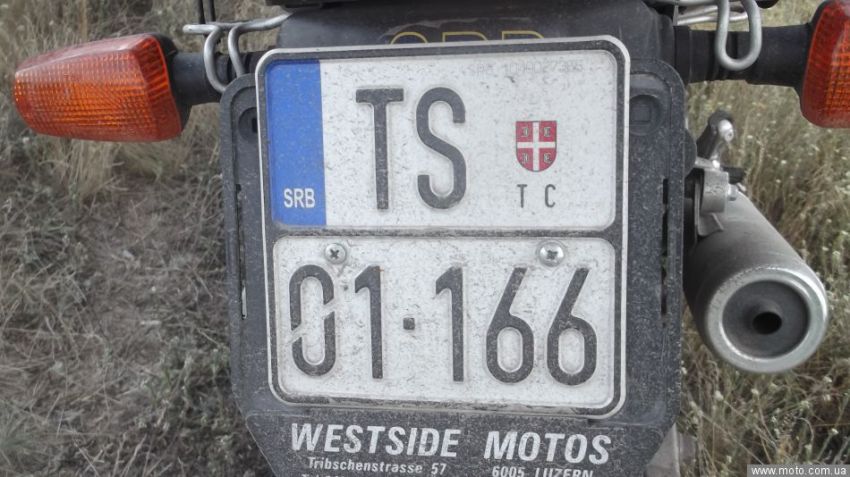 TS
SRB
TC
01-166
WESTSIDE MOTOS
Tribschenstrasse 57 6005 LUZERN
www.moto.com.ua